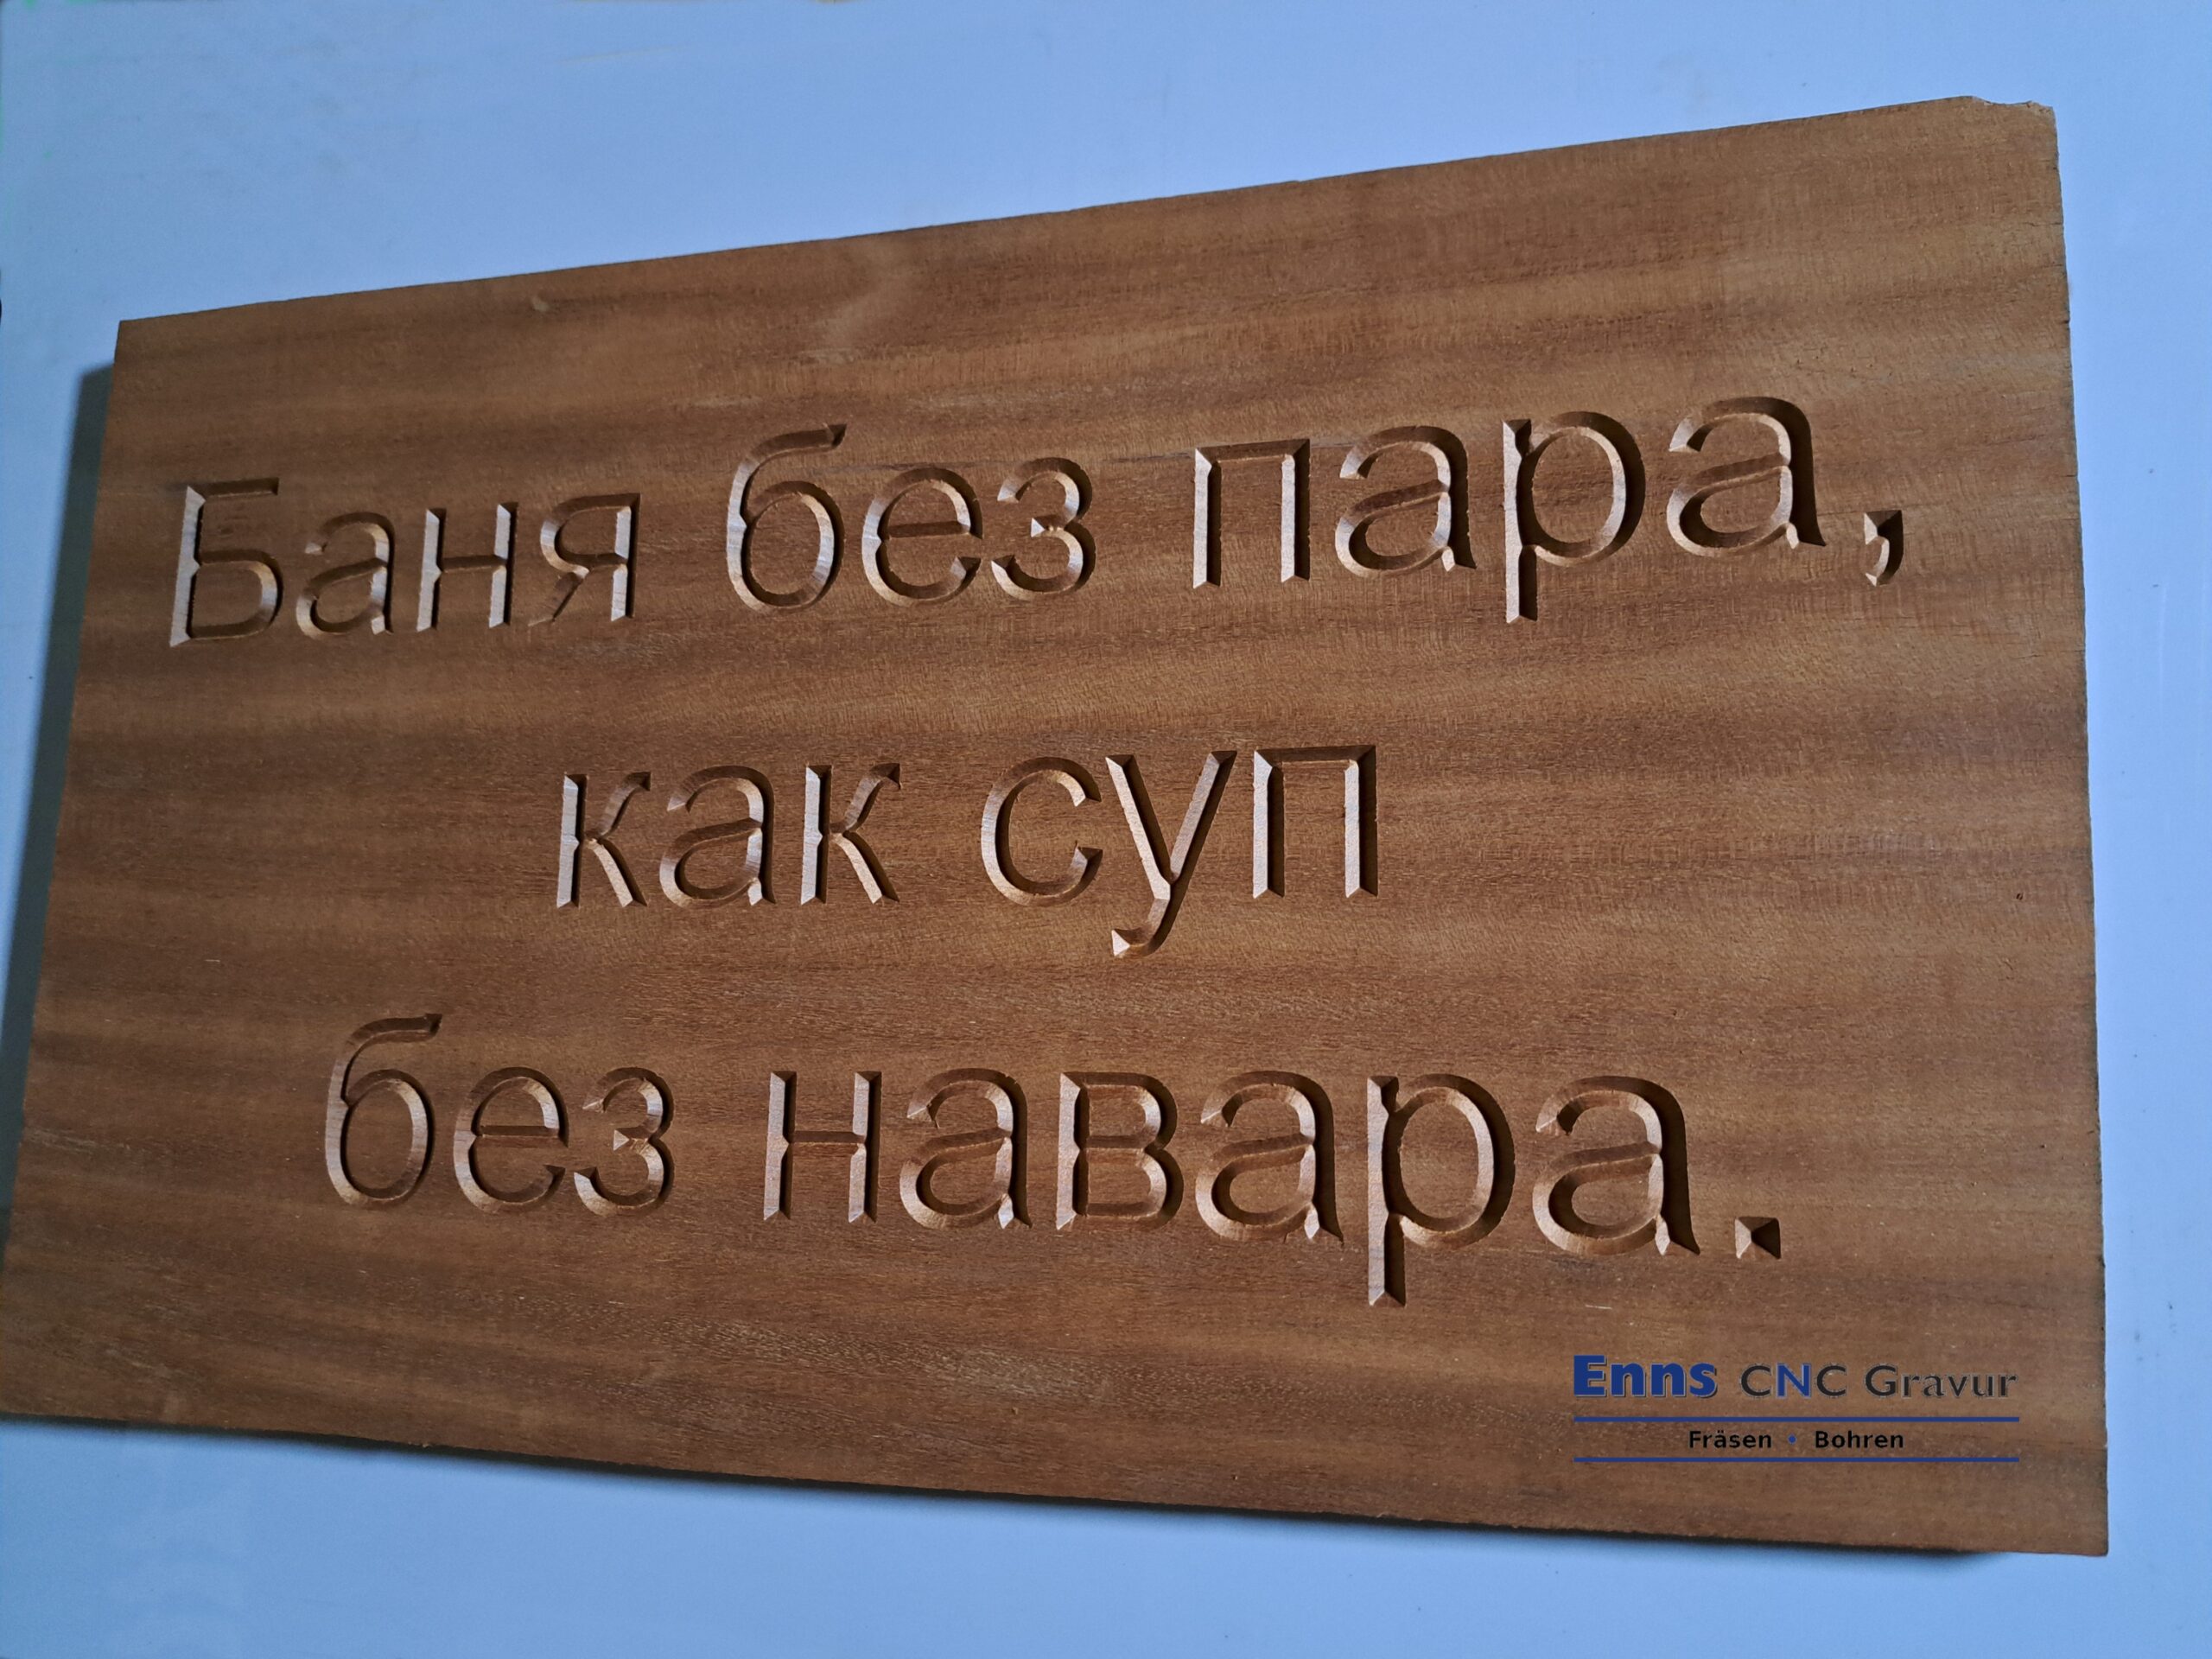 Баня без пара,
как суп
без навара.
Enns CNC Gravur
Fräsen • Bohren